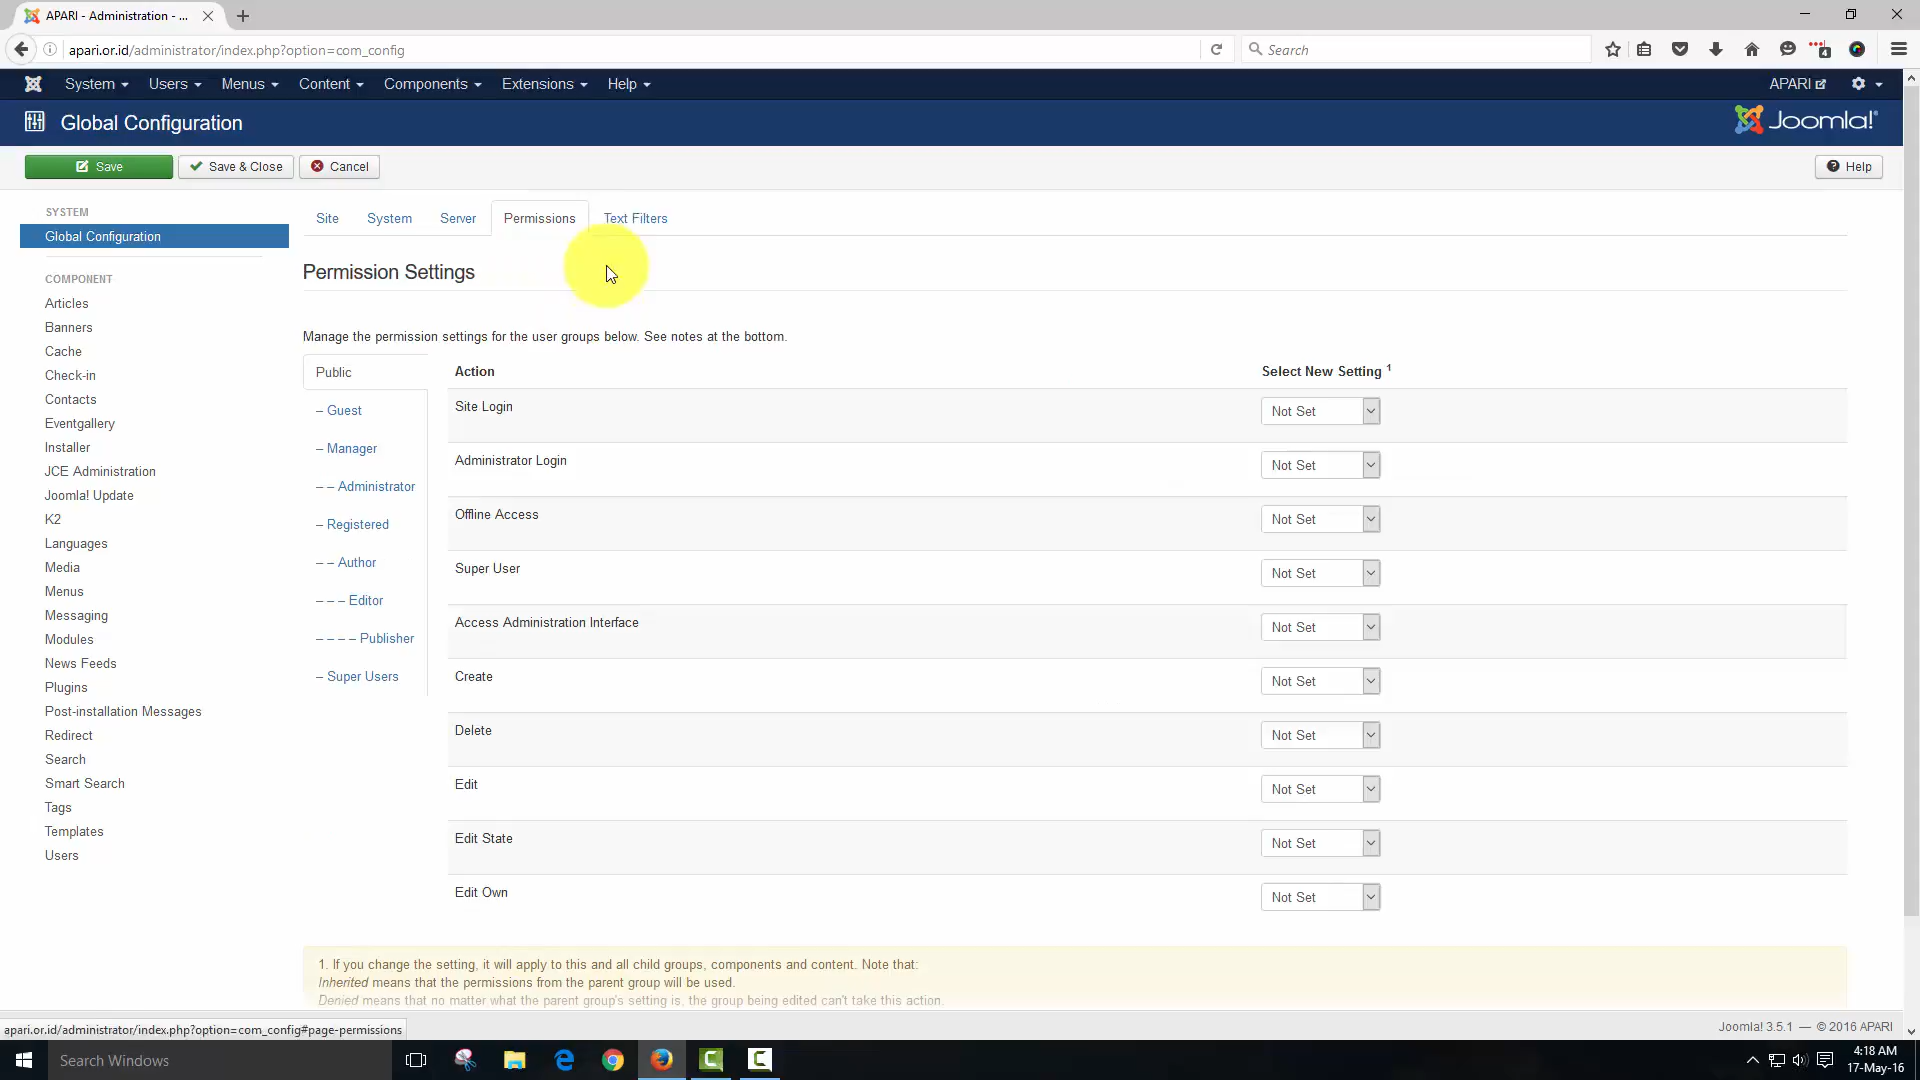 APARI - Administration - ...
apari.or.id/administrator/index.php?option=com_config
Search
System Users Menus Content Components Extensions Help
APARI
Global Configuration
Joomla!
Save
Save & Close
Cancel
Help
SYSTEM
Global Configuration
COMPONENT
Articles
Banners
Cache
Check-in
Contacts
Eventgallery
Installer
JCE Administration
Joomla! Update
K2
Languages
Media
Menus
Messaging
Modules
News Feeds
Plugins
Post-installation Messages
Redirect
Search
Smart Search
Tags
Templates
Users
Site System Server Permissions Text Filters
Permission Settings
Manage the permission settings for the user groups below. See notes at the bottom.
Public
– Guest
– Manager
– – Administrator
– Registered
– – Author
– – – Editor
– – – – Publisher
– Super Users
Action Select New Setting 1
Site Login Not Set
Administrator Login Not Set
Offline Access Not Set
Super User Not Set
Access Administration Interface Not Set
Create Not Set
Delete Not Set
Edit Not Set
Edit State Not Set
Edit Own Not Set
1. If you change the setting, it will apply to this and all child groups, components and content. Note that:
Inherited means that the permissions from the parent group will be used.
Denied means that no matter what the parent group's setting is, the group being edited can't take this action.
apari.or.id/administrator/index.php?option=com_config#page-permissions
Joomla! 3.5.1 — © 2016 APARI
Search Windows
4:18 AM
17-May-16